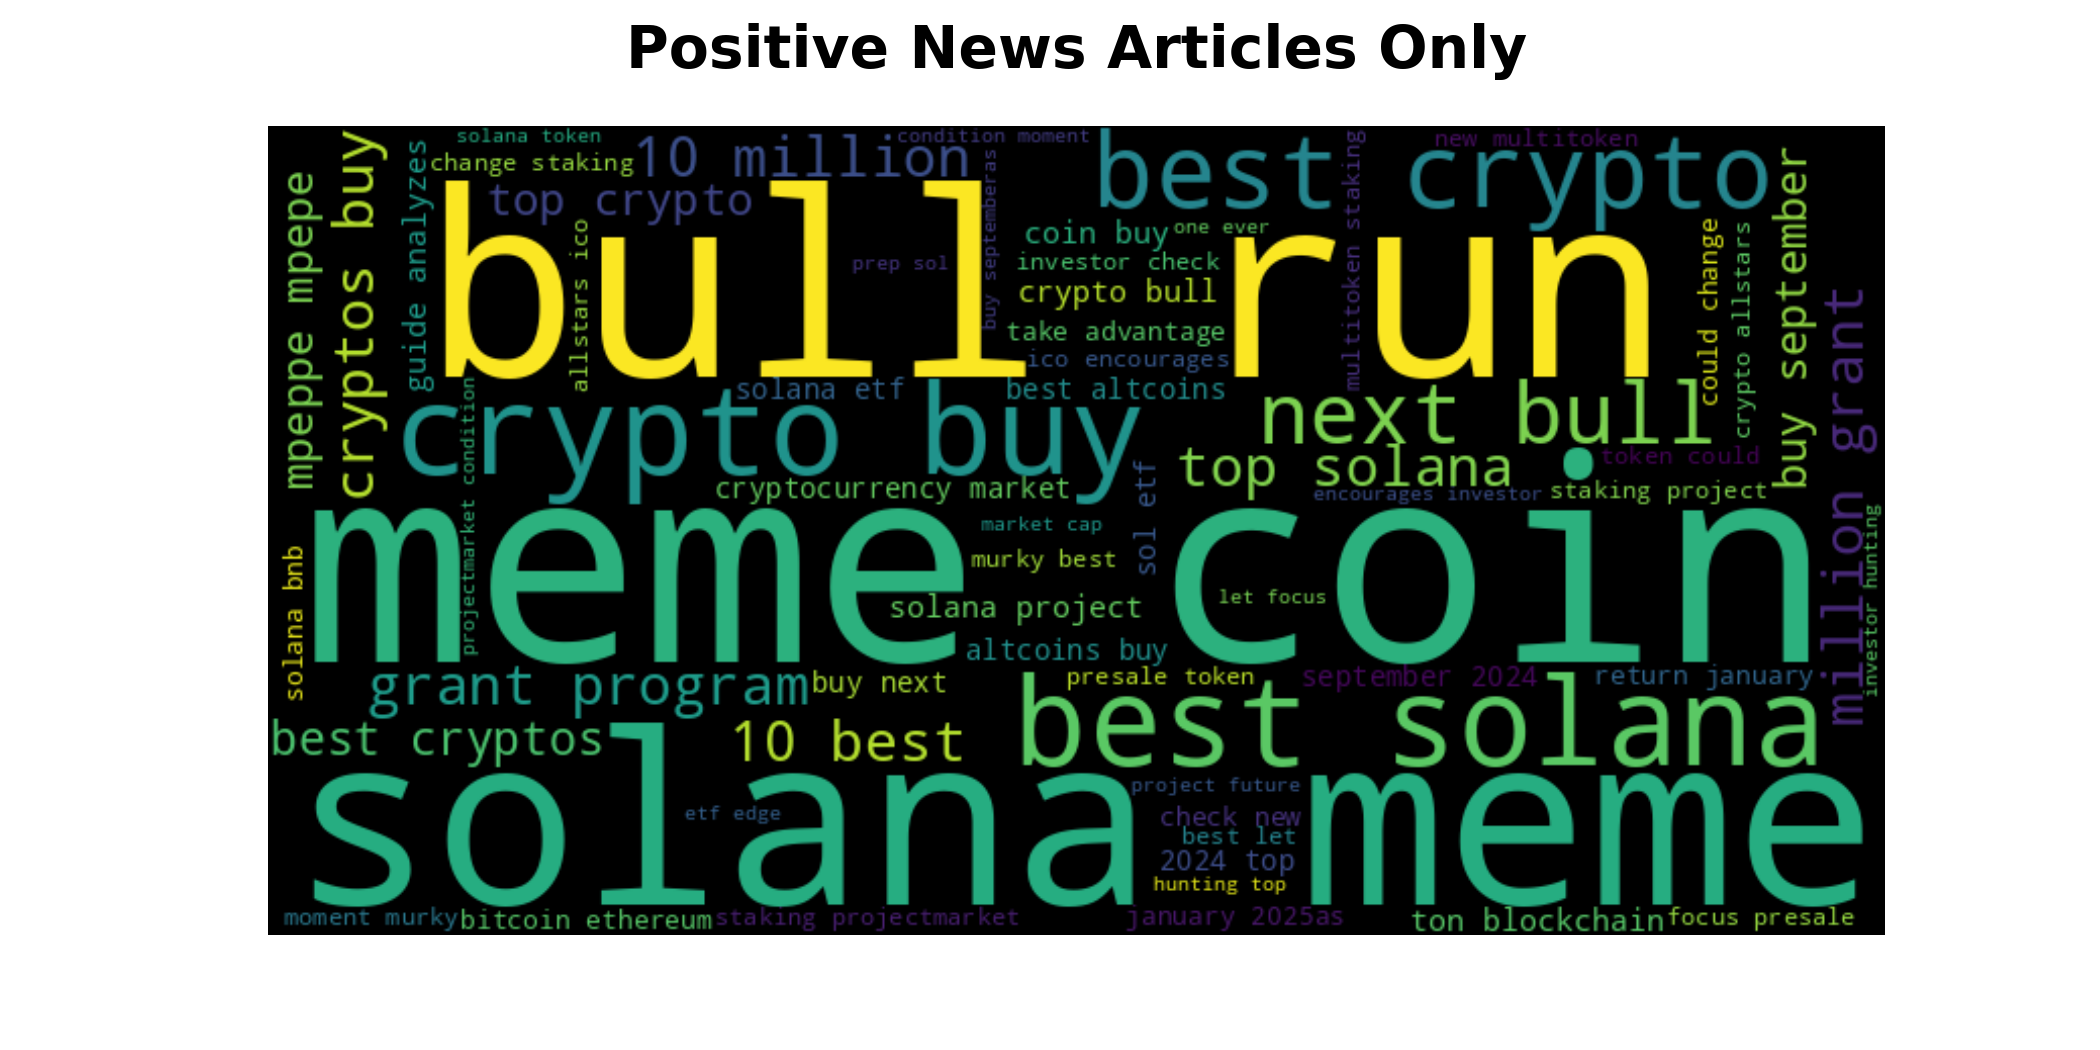 Positive News Articles Only
solana token
condition moment
new multitoken
change staking
10 million
best crypto
top crypto
mpeppe mpepe
cryptos buy
guide analyzes
allstars ico
bull run
prep sol
buy septemberas
coin buy
one ever
investor check
crypto bull
take advantage
ico encourages
best altcoins
multitoken staking
could change
crypto allstars
buy september
million grant
solana etf
crypto buy
next bull
top solana
token could
projectmarket condition
cryptocurrency market
sol etf
encourages investor
staking project
meme coin
market cap
murky best
let focus
solana project
altcoins buy
investor hunting
solana bnb
grant program
buy next
presale token
september 2024
return january
best cryptos
10 best
best solana
solana meme
etf edge
project future
check new
best let
2024 top
hunting top
moment murky
bitcoin ethereum
staking projectmarket
january 2025as
ton blockchain
focus presale